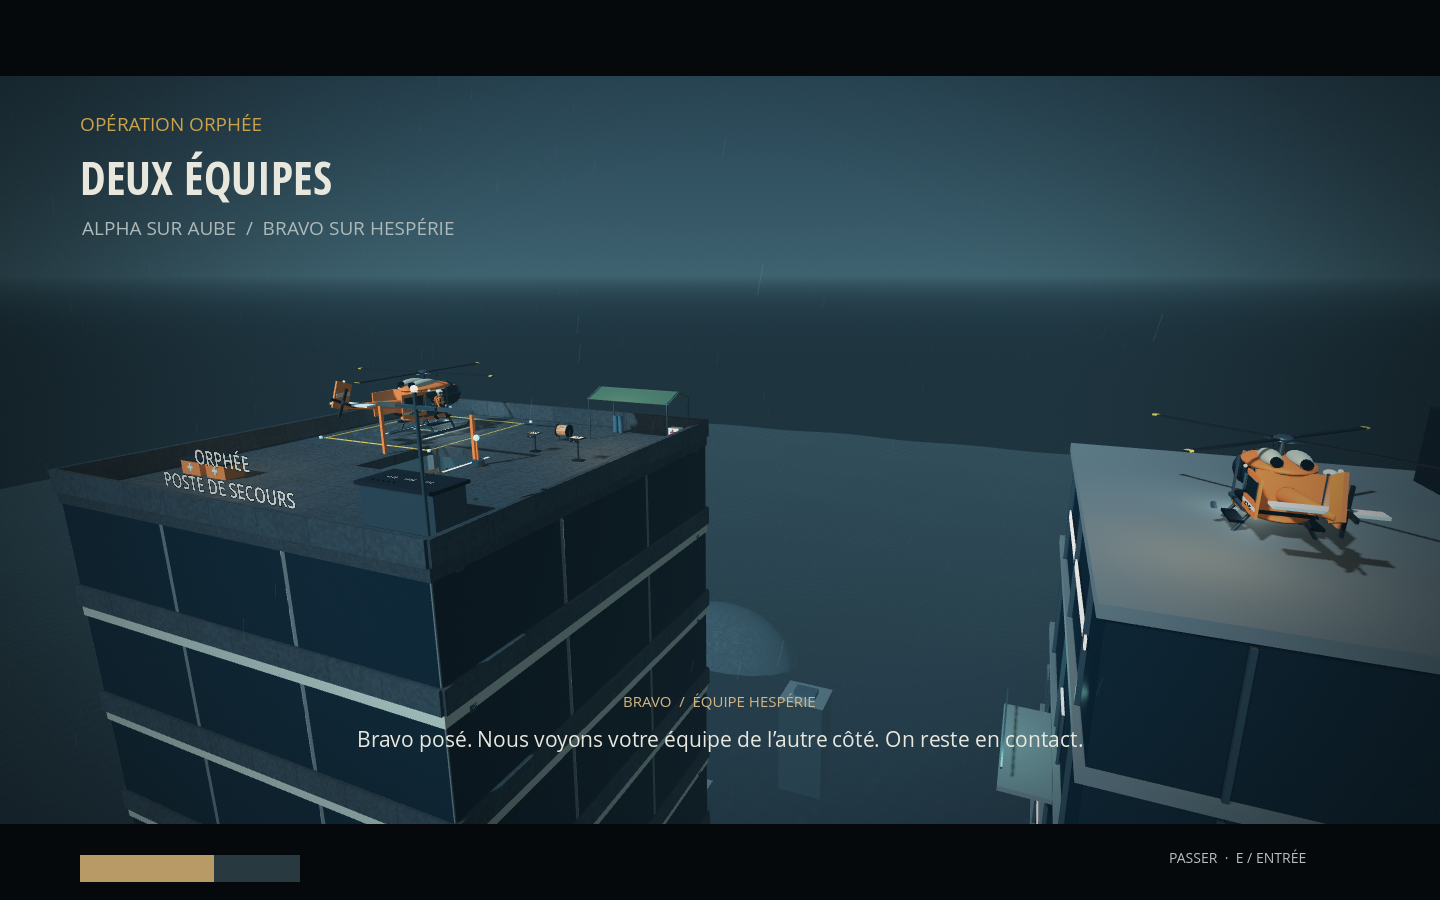 OPÉRATION ORPHÉE
DEUX ÉQUIPES
ALPHA SUR AUBE / BRAVO SUR HESPÉRIE
ORPHÉE
POSTE DE SECOURS
BRAVO / ÉQUIPE HESPÉRIE
Bravo posé. Nous voyons votre équipe de l’autre côté. On reste en contact.
PASSER · E / ENTRÉE